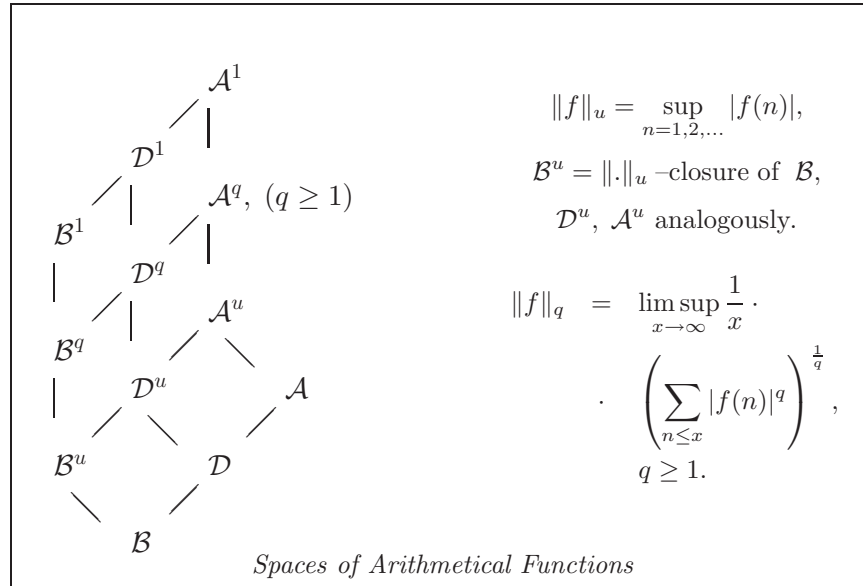 𝒜¹
𝒟¹
𝒜^q, (q ≥ 1)
ℬ¹
𝒟^q
𝒜^u
ℬ^q
𝒟^u
𝒜
ℬ^u
𝒟
ℬ
‖f‖_u = sup_{n=1,2,...} |f(n)|,
ℬ^u = ‖.‖_u –closure of ℬ,
𝒟^u, 𝒜^u analogously.
‖f‖_q = lim sup_{x→∞} 1/x ·
· (∑_{n≤x} |f(n)|^q)^{1/q},
q ≥ 1.
Spaces of Arithmetical Functions